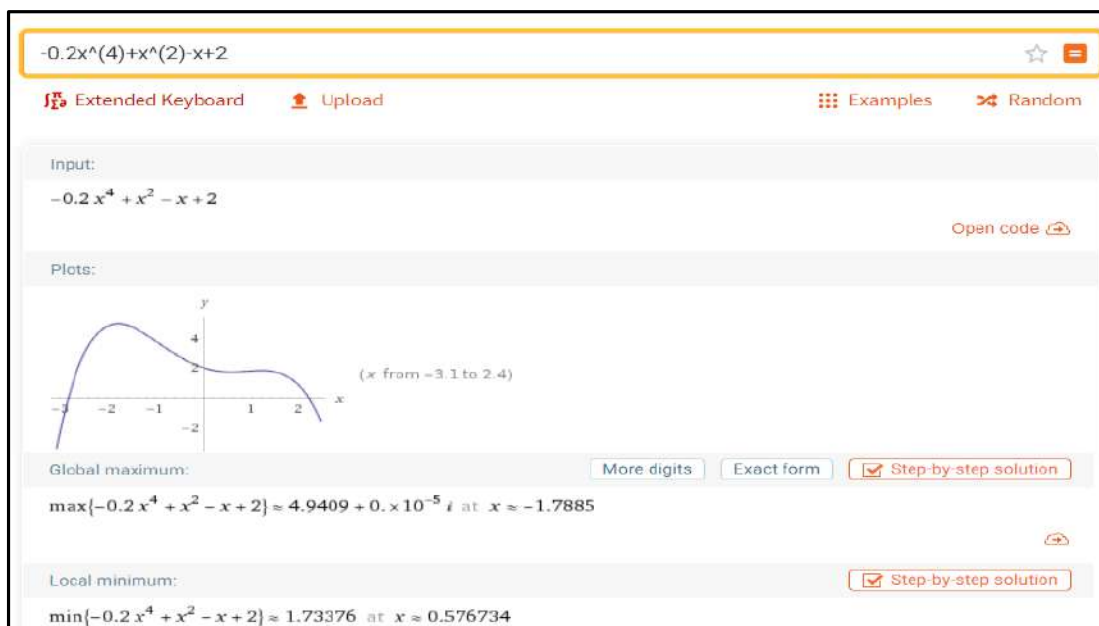 -0.2x^(4)+x^(2)-x+2
Extended Keyboard Upload Examples Random
Input:
−0.2 x⁴ + x² − x + 2
Open code
Plots:
y
4
2
(x from −3.1 to 2.4)
−3 −2 −1 1 2 x
−2
Global maximum: More digits Exact form Step-by-step solution
max{−0.2 x⁴ + x² − x + 2} ≈ 4.9409 + 0. × 10⁻⁵ i at x ≈ −1.7885
Local minimum: Step-by-step solution
min{−0.2 x⁴ + x² − x + 2} ≈ 1.73376 at x ≈ 0.576734